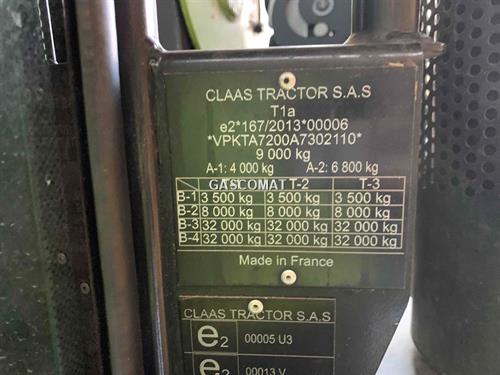 CLAAS TRACTOR S.A.S
T1a
e2*167/2013*00006
*VPKTA7200A7302110*
9 000 kg
A-1: 4 000 kg A-2: 6 800 kg
GASCOMAT T-2 T-3
B-1 3 500 kg 3 500 kg 3 500 kg
B-2 8 000 kg 8 000 kg 8 000 kg
B-3 32 000 kg 32 000 kg 32 000 kg
B-4 32 000 kg 32 000 kg 32 000 kg
Made in France
CLAAS TRACTOR S.A.S
e2 00005 U3
e2 00013 V